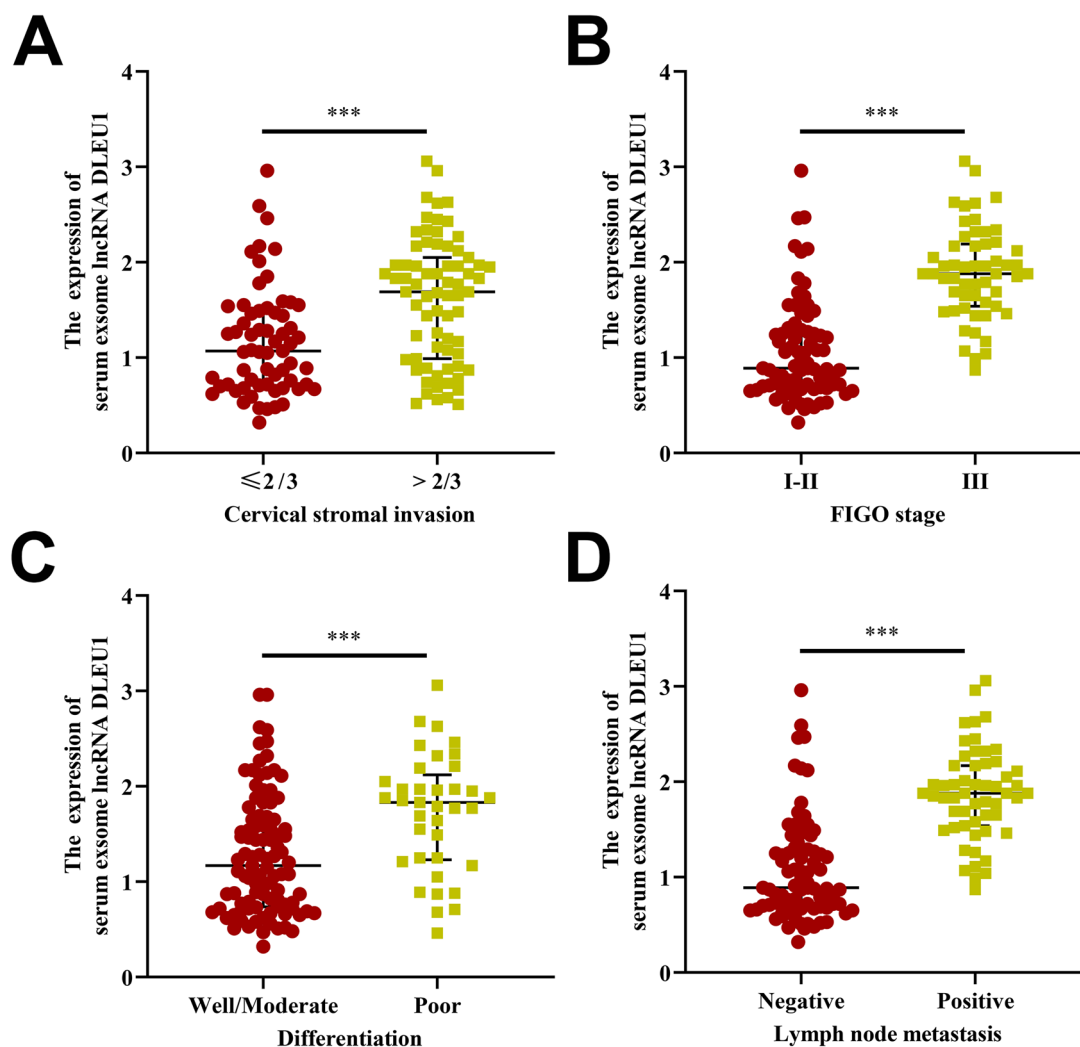 A
The expression of
serum exsome lncRNA DLEU1
4
3
2
1
0
***
≤2/3
> 2/3
Cervical stromal invasion
B
The expression of
serum exsome lncRNA DLEU1
4
3
2
1
0
***
I-II
III
FIGO stage
C
The expression of
serum exsome lncRNA DLEU1
4
3
2
1
0
***
Well/Moderate
Poor
Differentiation
D
The expression of
serum exsome lncRNA DLEU1
4
3
2
1
0
***
Negative
Positive
Lymph node metastasis